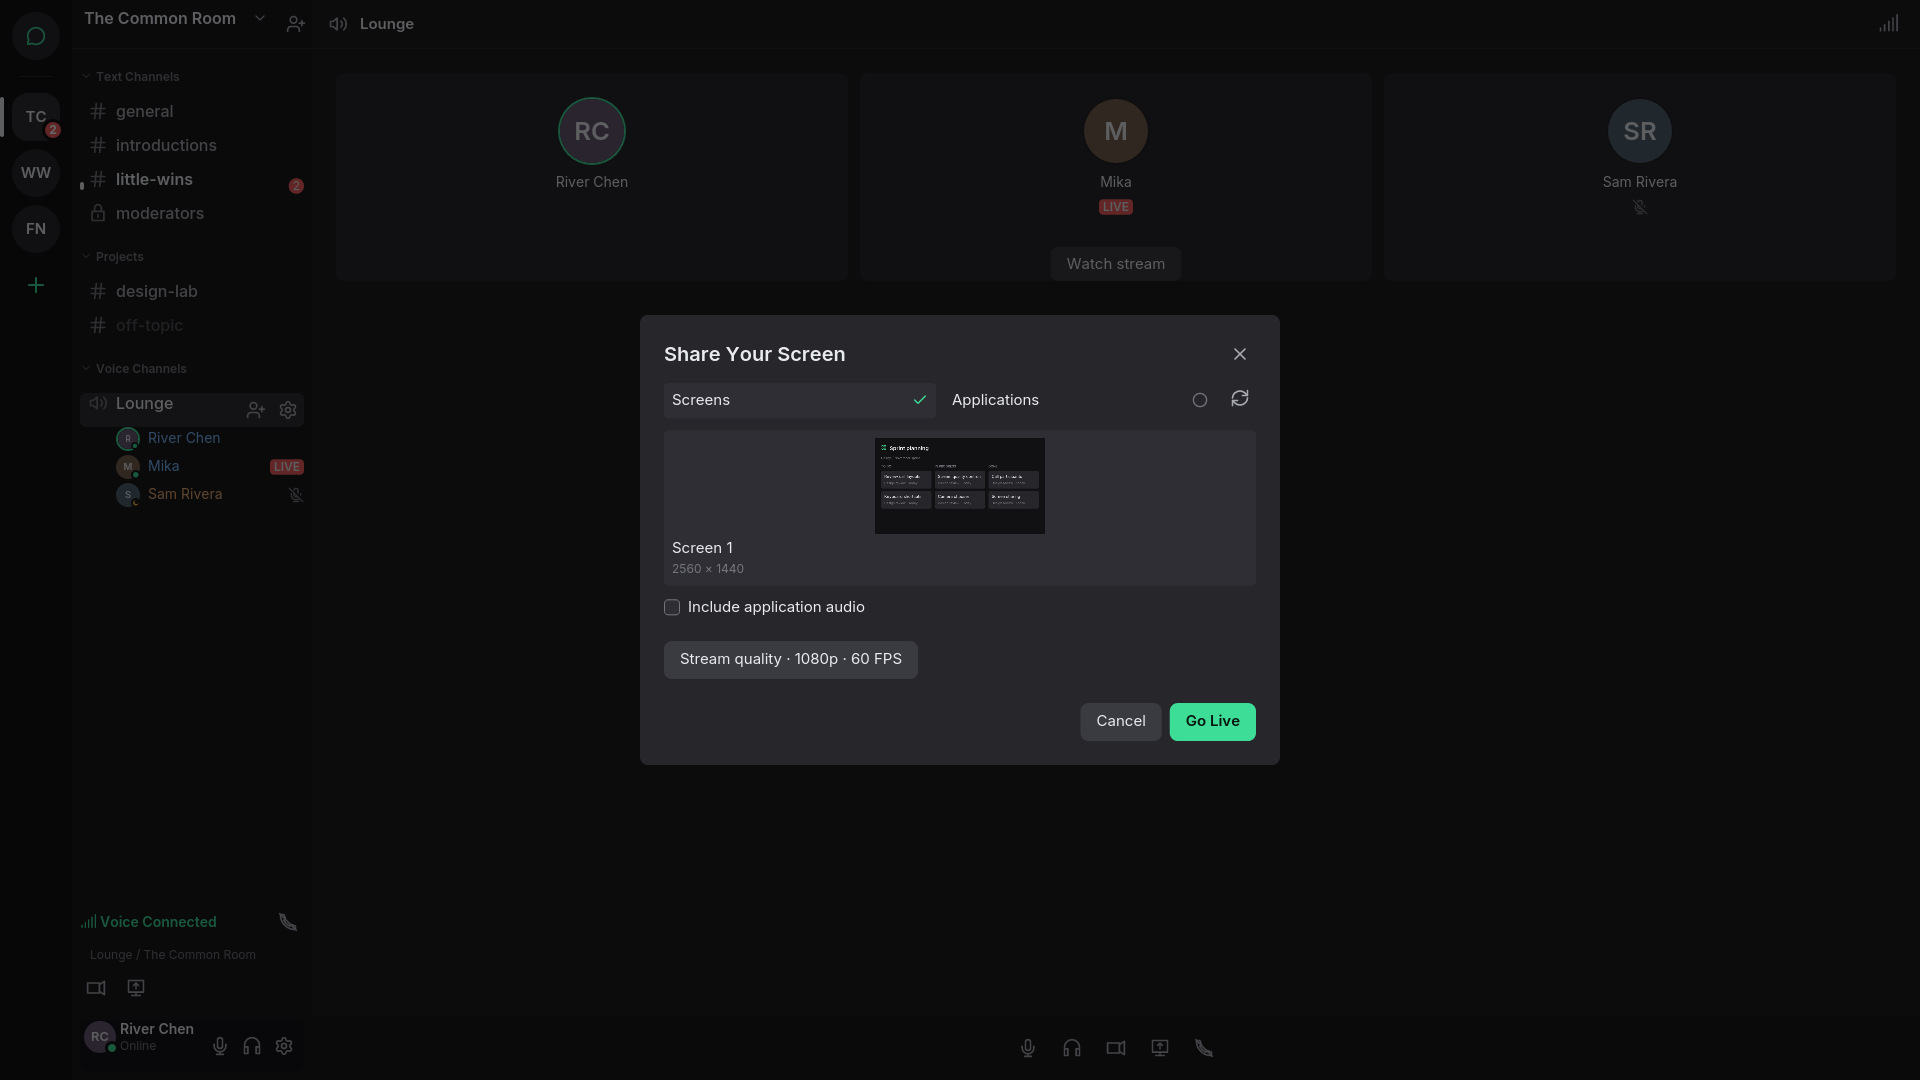 The Common Room
Lounge
Text Channels
TC
2
general
introductions
WW
little-wins
2
moderators
FN
Projects
design-lab
off-topic
Voice Channels
Lounge
R
River Chen
M
Mika
LIVE
S
Sam Rivera
RC
River Chen
M
Mika
LIVE
Watch stream
SR
Sam Rivera
Share Your Screen
Screens
Applications
Sprint planning
Screen 1
2560 × 1440
Include application audio
Stream quality · 1080p · 60 FPS
Cancel
Go Live
Voice Connected
Lounge / The Common Room
RC
River Chen
Online